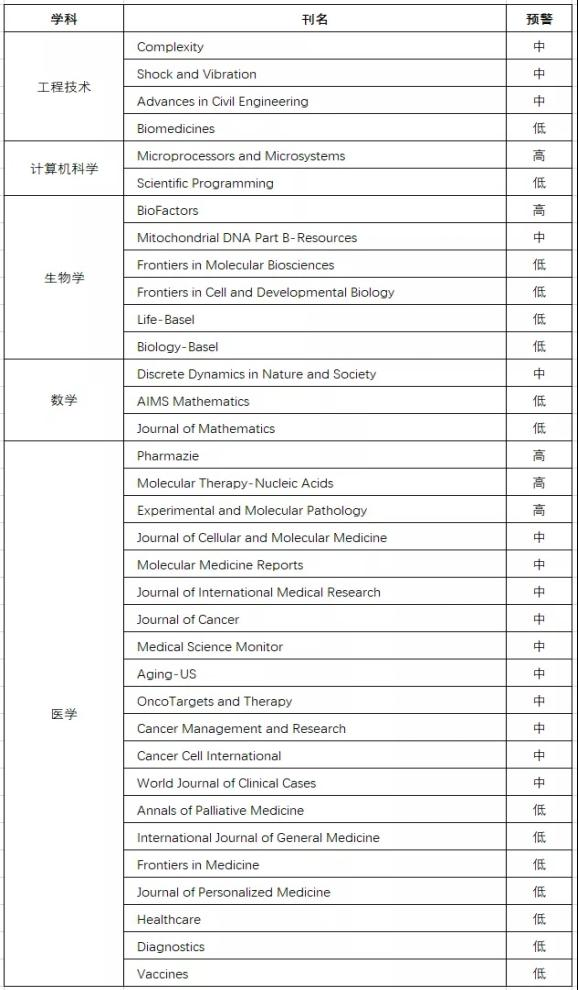 学科 刊名 预警
工程技术
Complexity 中
Shock and Vibration 中
Advances in Civil Engineering 中
Biomedicines 低
计算机科学
Microprocessors and Microsystems 高
Scientific Programming 低
生物学
BioFactors 高
Mitochondrial DNA Part B-Resources 中
Frontiers in Molecular Biosciences 低
Frontiers in Cell and Developmental Biology 低
Life-Basel 低
Biology-Basel 低
数学
Discrete Dynamics in Nature and Society 中
AIMS Mathematics 低
Journal of Mathematics 低
医学
Pharmazie 高
Molecular Therapy-Nucleic Acids 高
Experimental and Molecular Pathology 高
Journal of Cellular and Molecular Medicine 中
Molecular Medicine Reports 中
Journal of International Medical Research 中
Journal of Cancer 中
Medical Science Monitor 中
Aging-US 中
OncoTargets and Therapy 中
Cancer Management and Research 中
Cancer Cell International 中
World Journal of Clinical Cases 中
Annals of Palliative Medicine 低
International Journal of General Medicine 低
Frontiers in Medicine 低
Journal of Personalized Medicine 低
Healthcare 低
Diagnostics 低
Vaccines 低